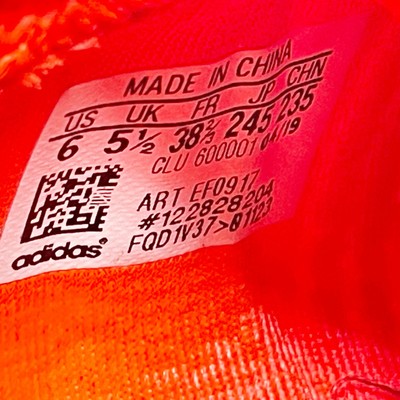 MADE IN CHINA
US UK FR JP CHN
6 5½ 38⅔ 245 235
CLU 600001 04/19
ART EF0917
#122828204
FQD1V37>01123
adidas®